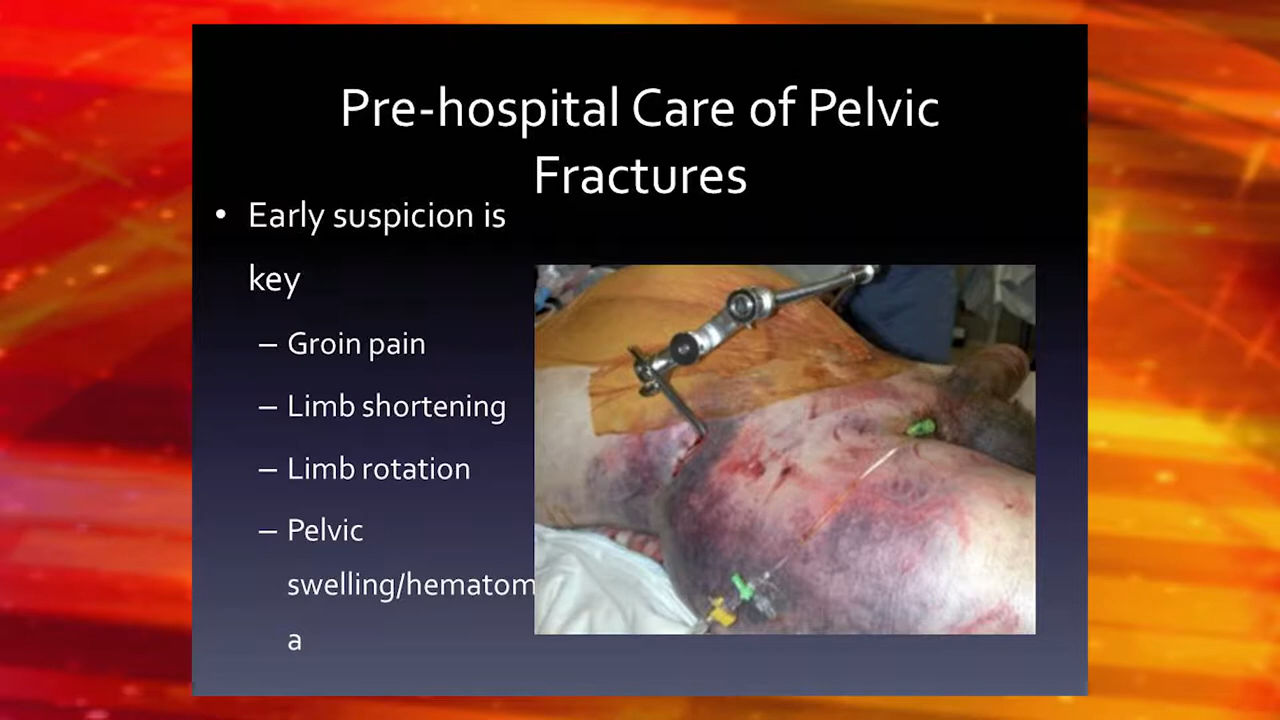 Pre-hospital Care of Pelvic
Fractures
• Early suspicion is
key
– Groin pain
– Limb shortening
– Limb rotation
– Pelvic
swelling/hematom
a